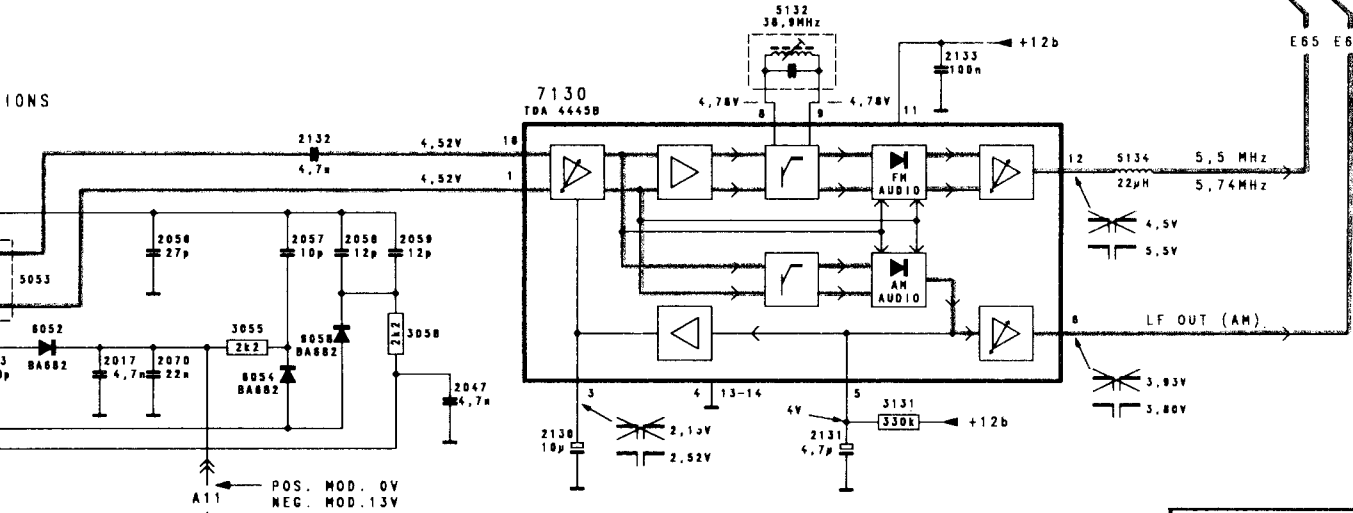 5132
38,9MHz
+12b
2133
100n
E65 E6
IONS
7130
TDA 4445B
4,78V
8
9
4,78V
11
2132
4,7n
4,52V
16
1
4,52V
FM
AUDIO
12
5134
22µH
5,5 MHz
5,74MHz
4,5V
5,5V
2056
27p
2057
10p
2058
12p
2059
12p
5053
AM
AUDIO
6052
BA682
3055
2k2
BA682
3058
2k2
6
LF OUT (AM)
3
p
2017
4,7n
2070
22n
6054
BA682
2047
4,7n
3
4
13-14
5
3,93V
3,80V
4V
3131
330k
+12b
2130
10µ
2,52V
2131
4,7µ
A11
POS. MOD. 0V
NEG. MOD.13V